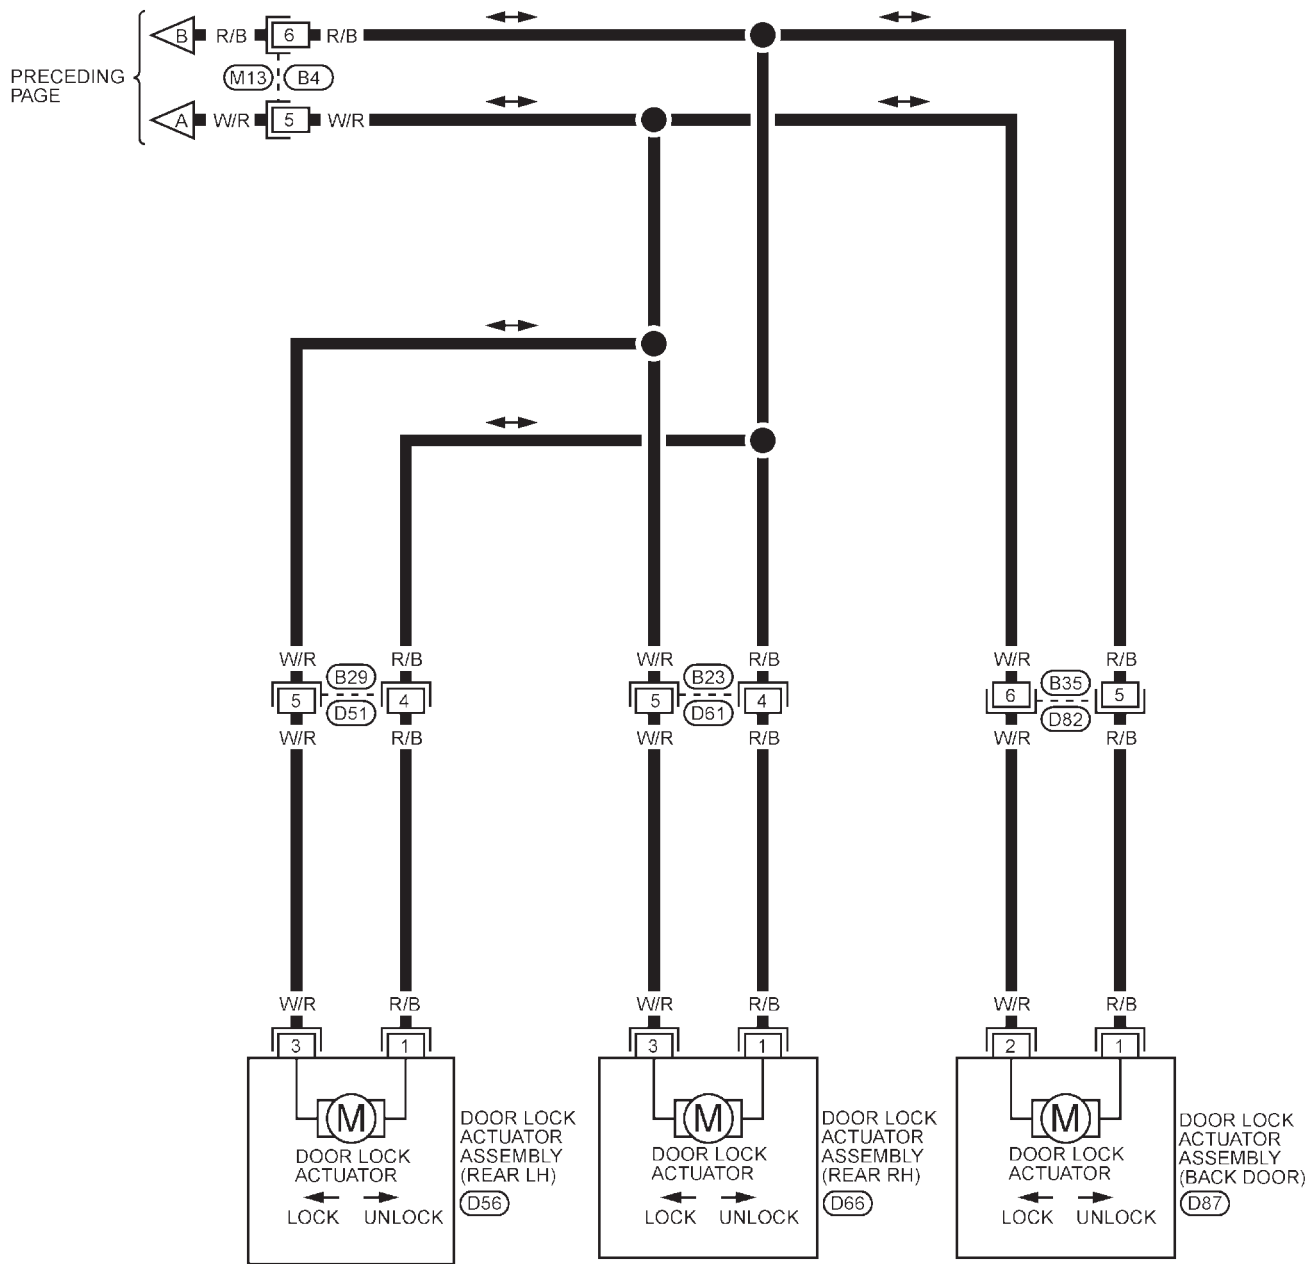 B R/B 6 R/B
PRECEDING
PAGE
M13 B4
A W/R 5 W/R
W/R R/B W/R R/B W/R R/B
B29 B23 B35
5 4 5 4 6 5
D51 D61 D82
W/R R/B W/R R/B W/R R/B
W/R R/B W/R R/B W/R R/B
3 1 3 1 2 1
M
DOOR LOCK
ACTUATOR
LOCK UNLOCK
DOOR LOCK
ACTUATOR
ASSEMBLY
(REAR LH)
D56
M
DOOR LOCK
ACTUATOR
LOCK UNLOCK
DOOR LOCK
ACTUATOR
ASSEMBLY
(REAR RH)
D66
M
DOOR LOCK
ACTUATOR
LOCK UNLOCK
DOOR LOCK
ACTUATOR
ASSEMBLY
(BACK DOOR)
D87